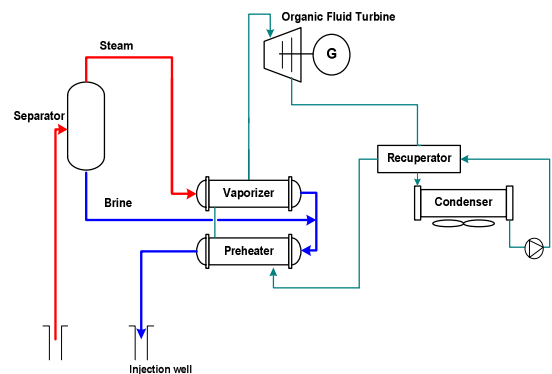 Organic Fluid Turbine
Steam
G
Separator
Recuperator
Vaporizer
Condenser
Brine
Preheater
Injection well